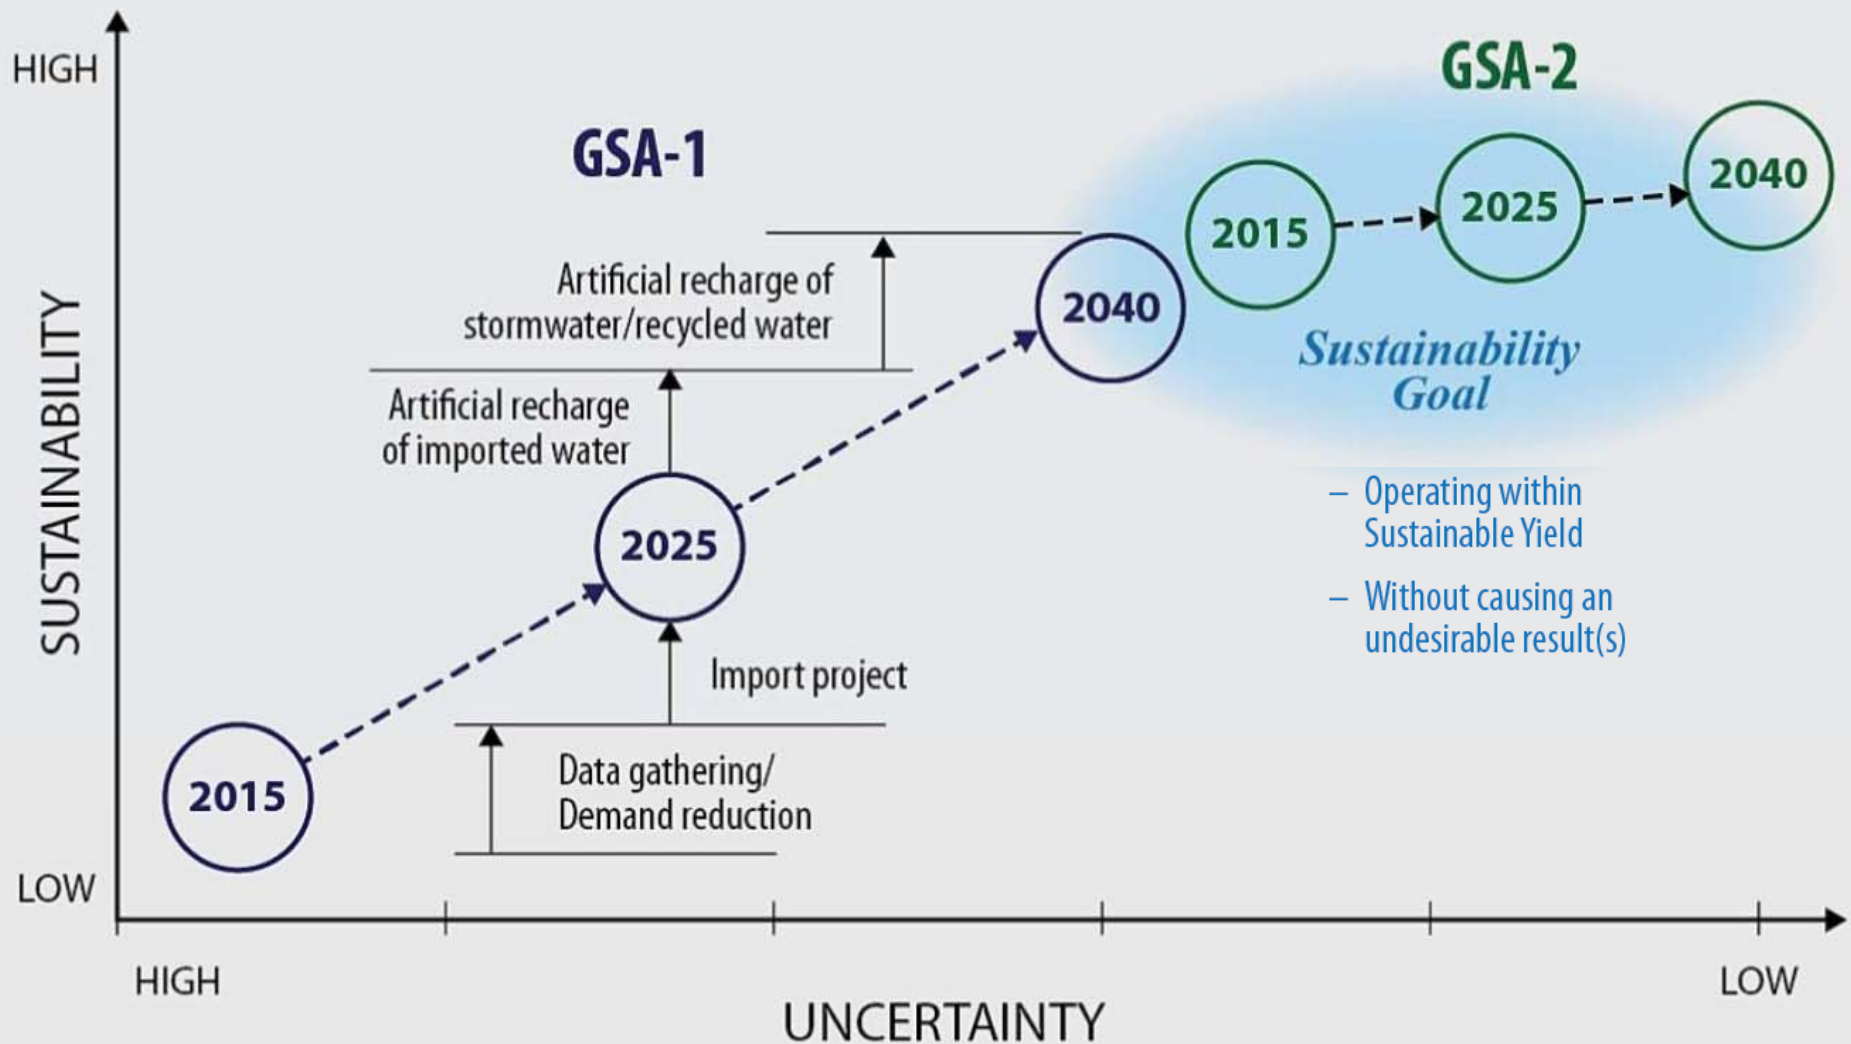 HIGH
GSA-2
GSA-1
2040
2025
2015
Artificial recharge of
stormwater/recycled water
2040
Sustainability
Goal
Artificial recharge
of imported water
– Operating within
Sustainable Yield
2025
– Without causing an
undesirable result(s)
SUSTAINABILITY
Import project
Data gathering/
Demand reduction
2015
LOW
HIGH
LOW
UNCERTAINTY